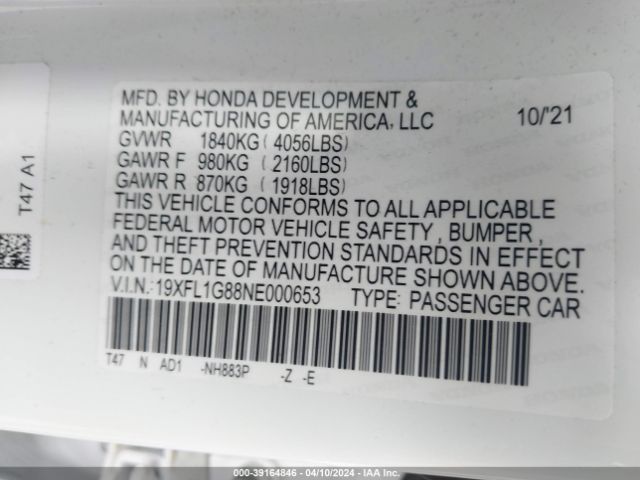 MFD. BY HONDA DEVELOPMENT &
MANUFACTURING OF AMERICA, LLC 10/'21
GVWR 1840KG ( 4056LBS)
GAWR F 980KG ( 2160LBS)
GAWR R 870KG ( 1918LBS)
THIS VEHICLE CONFORMS TO ALL APPLICABLE
FEDERAL MOTOR VEHICLE SAFETY, BUMPER,
AND THEFT PREVENTION STANDARDS IN EFFECT
ON THE DATE OF MANUFACTURE SHOWN ABOVE.
V.I.N.: 19XFL1G88NE000653 TYPE: PASSENGER CAR
T47 N AD1 -NH883P -Z -E
T47 A1
000-39164846 - 04/10/2024 - IAA Inc.